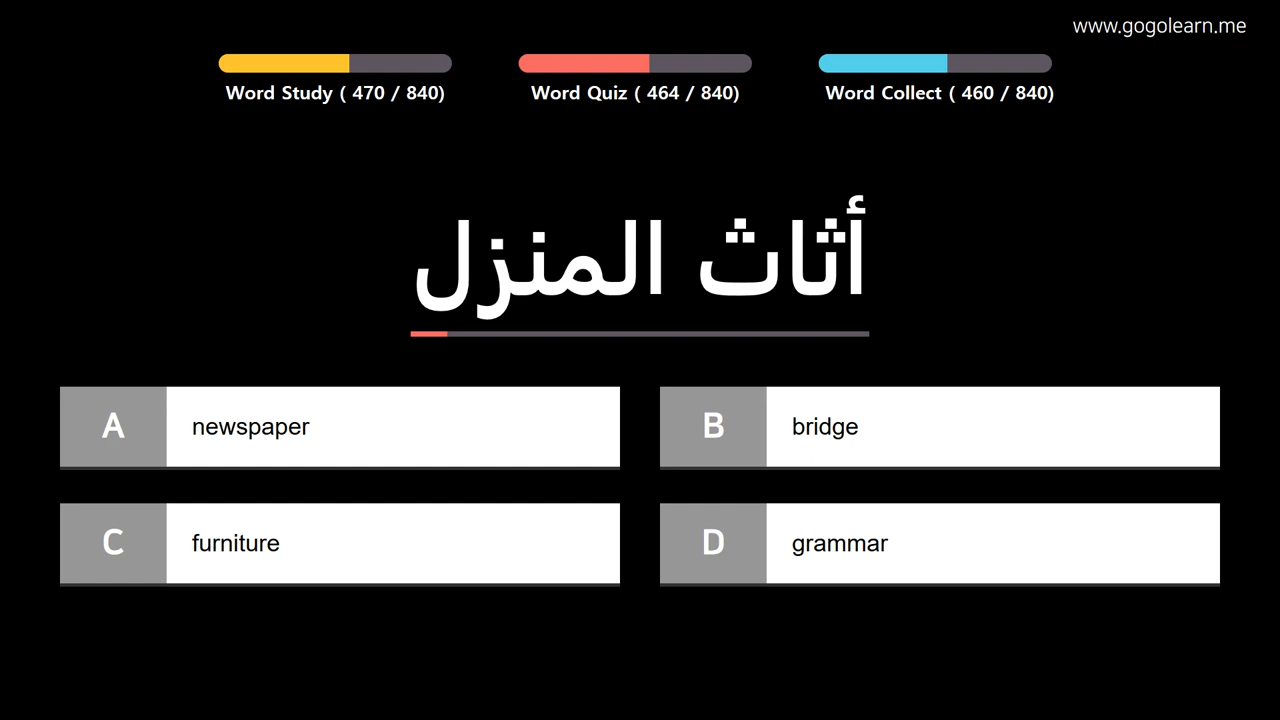 www.gogolearn.me
Word Study ( 470 / 840)
Word Quiz ( 464 / 840)
Word Collect ( 460 / 840)
أثاث المنزل
A newspaper
B bridge
C furniture
D grammar